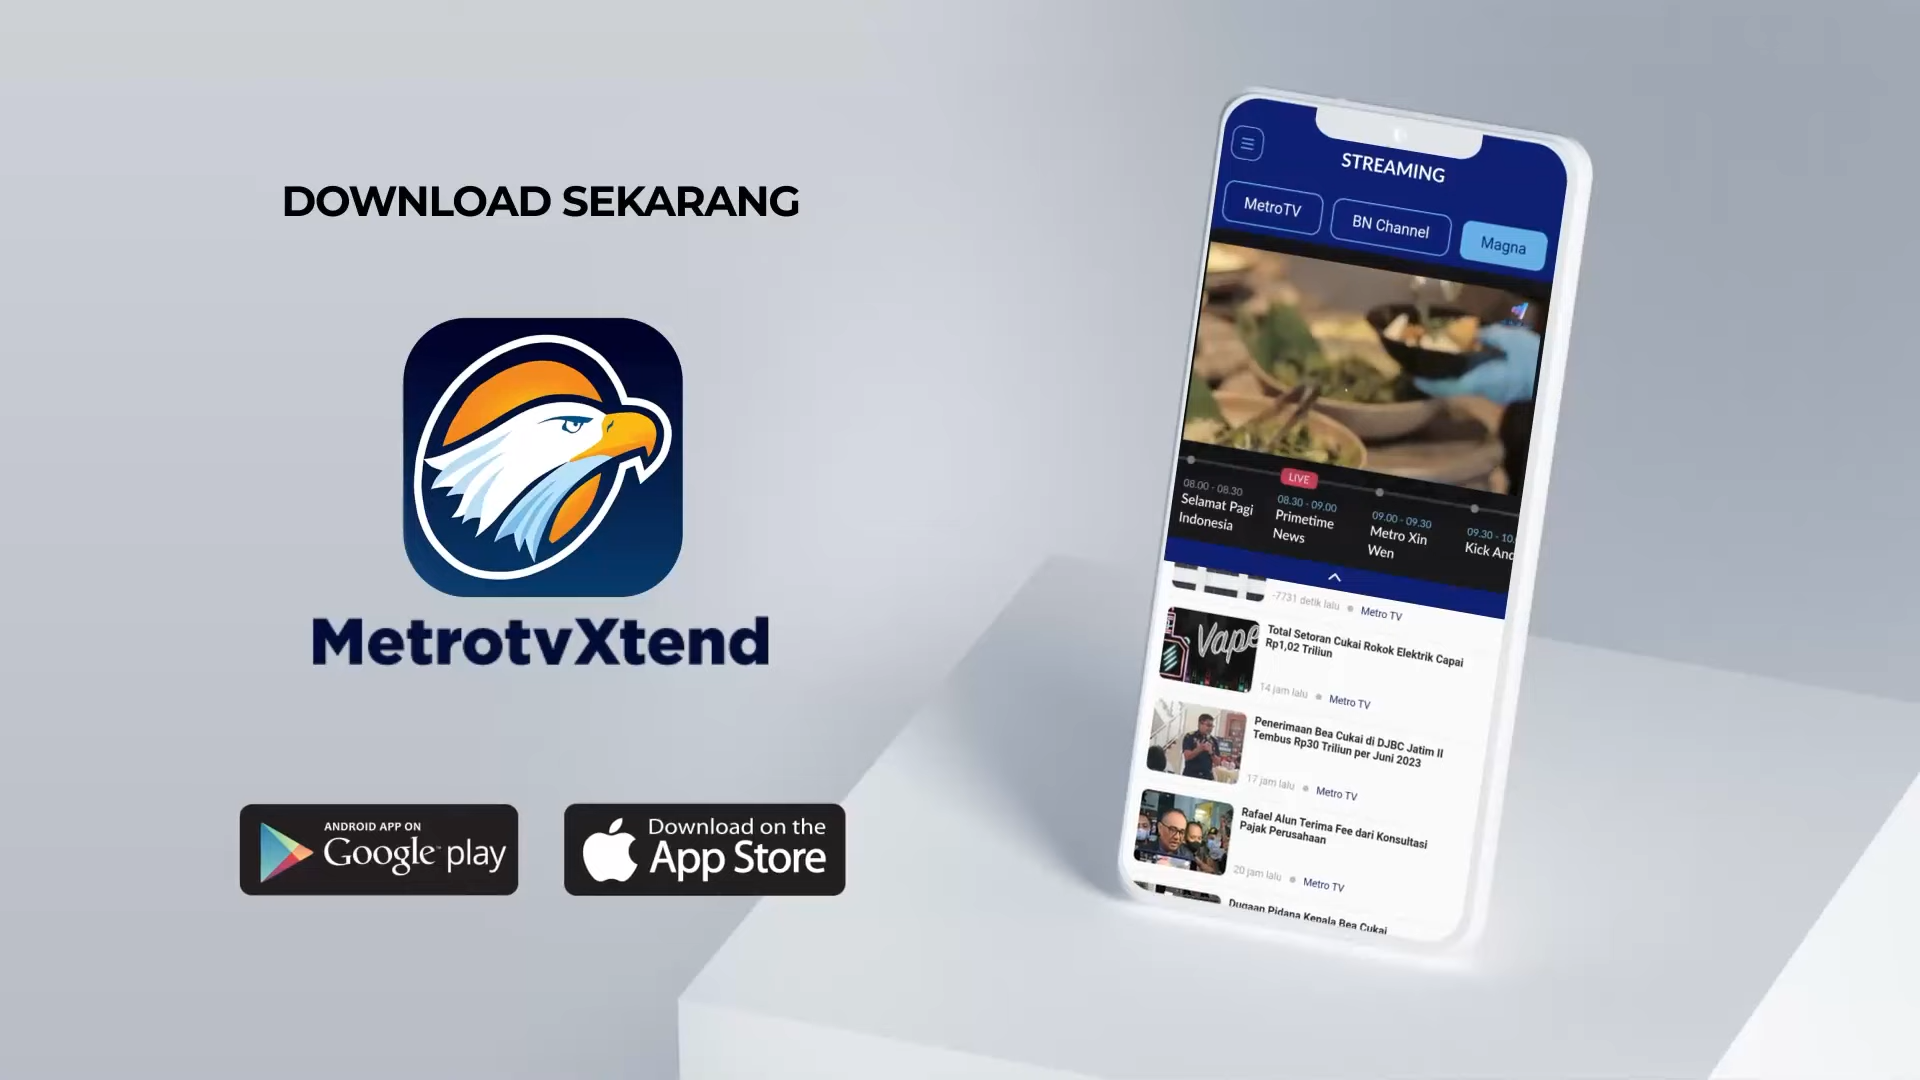 DOWNLOAD SEKARANG
MetrotvXtend
ANDROID APP ON
Google play
Download on the
App Store
STREAMING
MetroTV
BN Channel
Magna
LIVE
08.00 - 08.30
Selamat Pagi
Indonesia
08.30 - 09.00
Primetime
News
09.00 - 09.30
Metro Xin
Wen
09.30 - 10.
Kick And
-7731 detik lalu
Metro TV
Vape
Total Setoran Cukai Rokok Elektrik Capai
Rp1,02 Triliun
14 jam lalu
Metro TV
Penerimaan Bea Cukai di DJBC Jatim II
Tembus Rp30 Triliun per Juni 2023
17 jam lalu
Metro TV
Rafael Alun Terima Fee dari Konsultasi
Pajak Perusahaan
20 jam lalu
Metro TV
Dugaan Pidana Kepala Bea Cukai